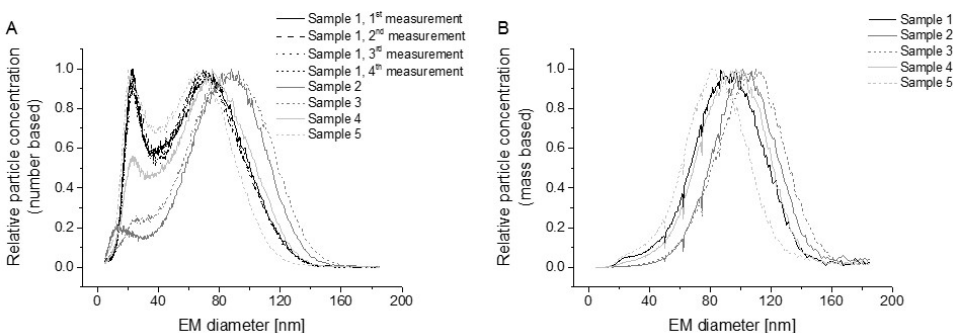 A
Sample 1, 1st measurement
Sample 1, 2nd measurement
Sample 1, 3rd measurement
Sample 1, 4th measurement
Sample 2
Sample 3
Sample 4
Sample 5
Relative particle concentration
(number based)
1.0
0.8
0.6
0.4
0.2
0.0
0 40 80 120 160 200
EM diameter [nm]
B
Sample 1
Sample 2
Sample 3
Sample 4
Sample 5
Relative particle concentration
(mass based)
1.0
0.8
0.6
0.4
0.2
0.0
0 40 80 120 160 200
EM diameter [nm]